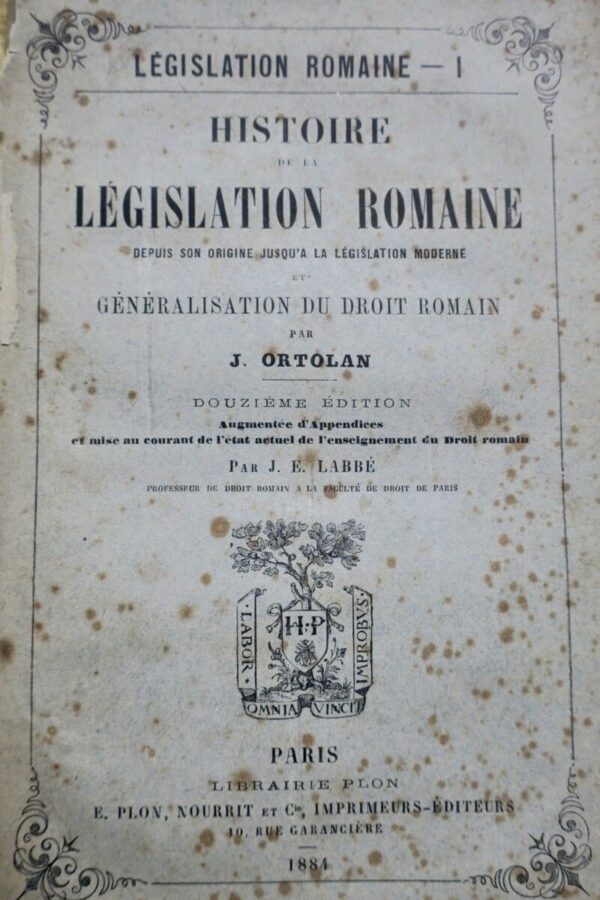 LÉGISLATION ROMAINE — I
HISTOIRE
DE LA
LÉGISLATION ROMAINE
DEPUIS SON ORIGINE JUSQU'A LA LÉGISLATION MODERNE
ET
GÉNÉRALISATION DU DROIT ROMAIN
PAR
J. ORTOLAN
DOUZIÈME ÉDITION
Augmentée d'Appendices
et mise au courant de l'état actuel de l'enseignement du Droit romain
PAR J. E. LABBÉ
PROFESSEUR DE DROIT ROMAIN A LA FACULTÉ DE DROIT DE PARIS
H P
LABOR
OMNIA VINCIT
IMPROBVS
PARIS
LIBRAIRIE PLON
E. PLON, NOURRIT ET Cie, IMPRIMEURS-ÉDITEURS
10, RUE GARANCIÈRE
1884